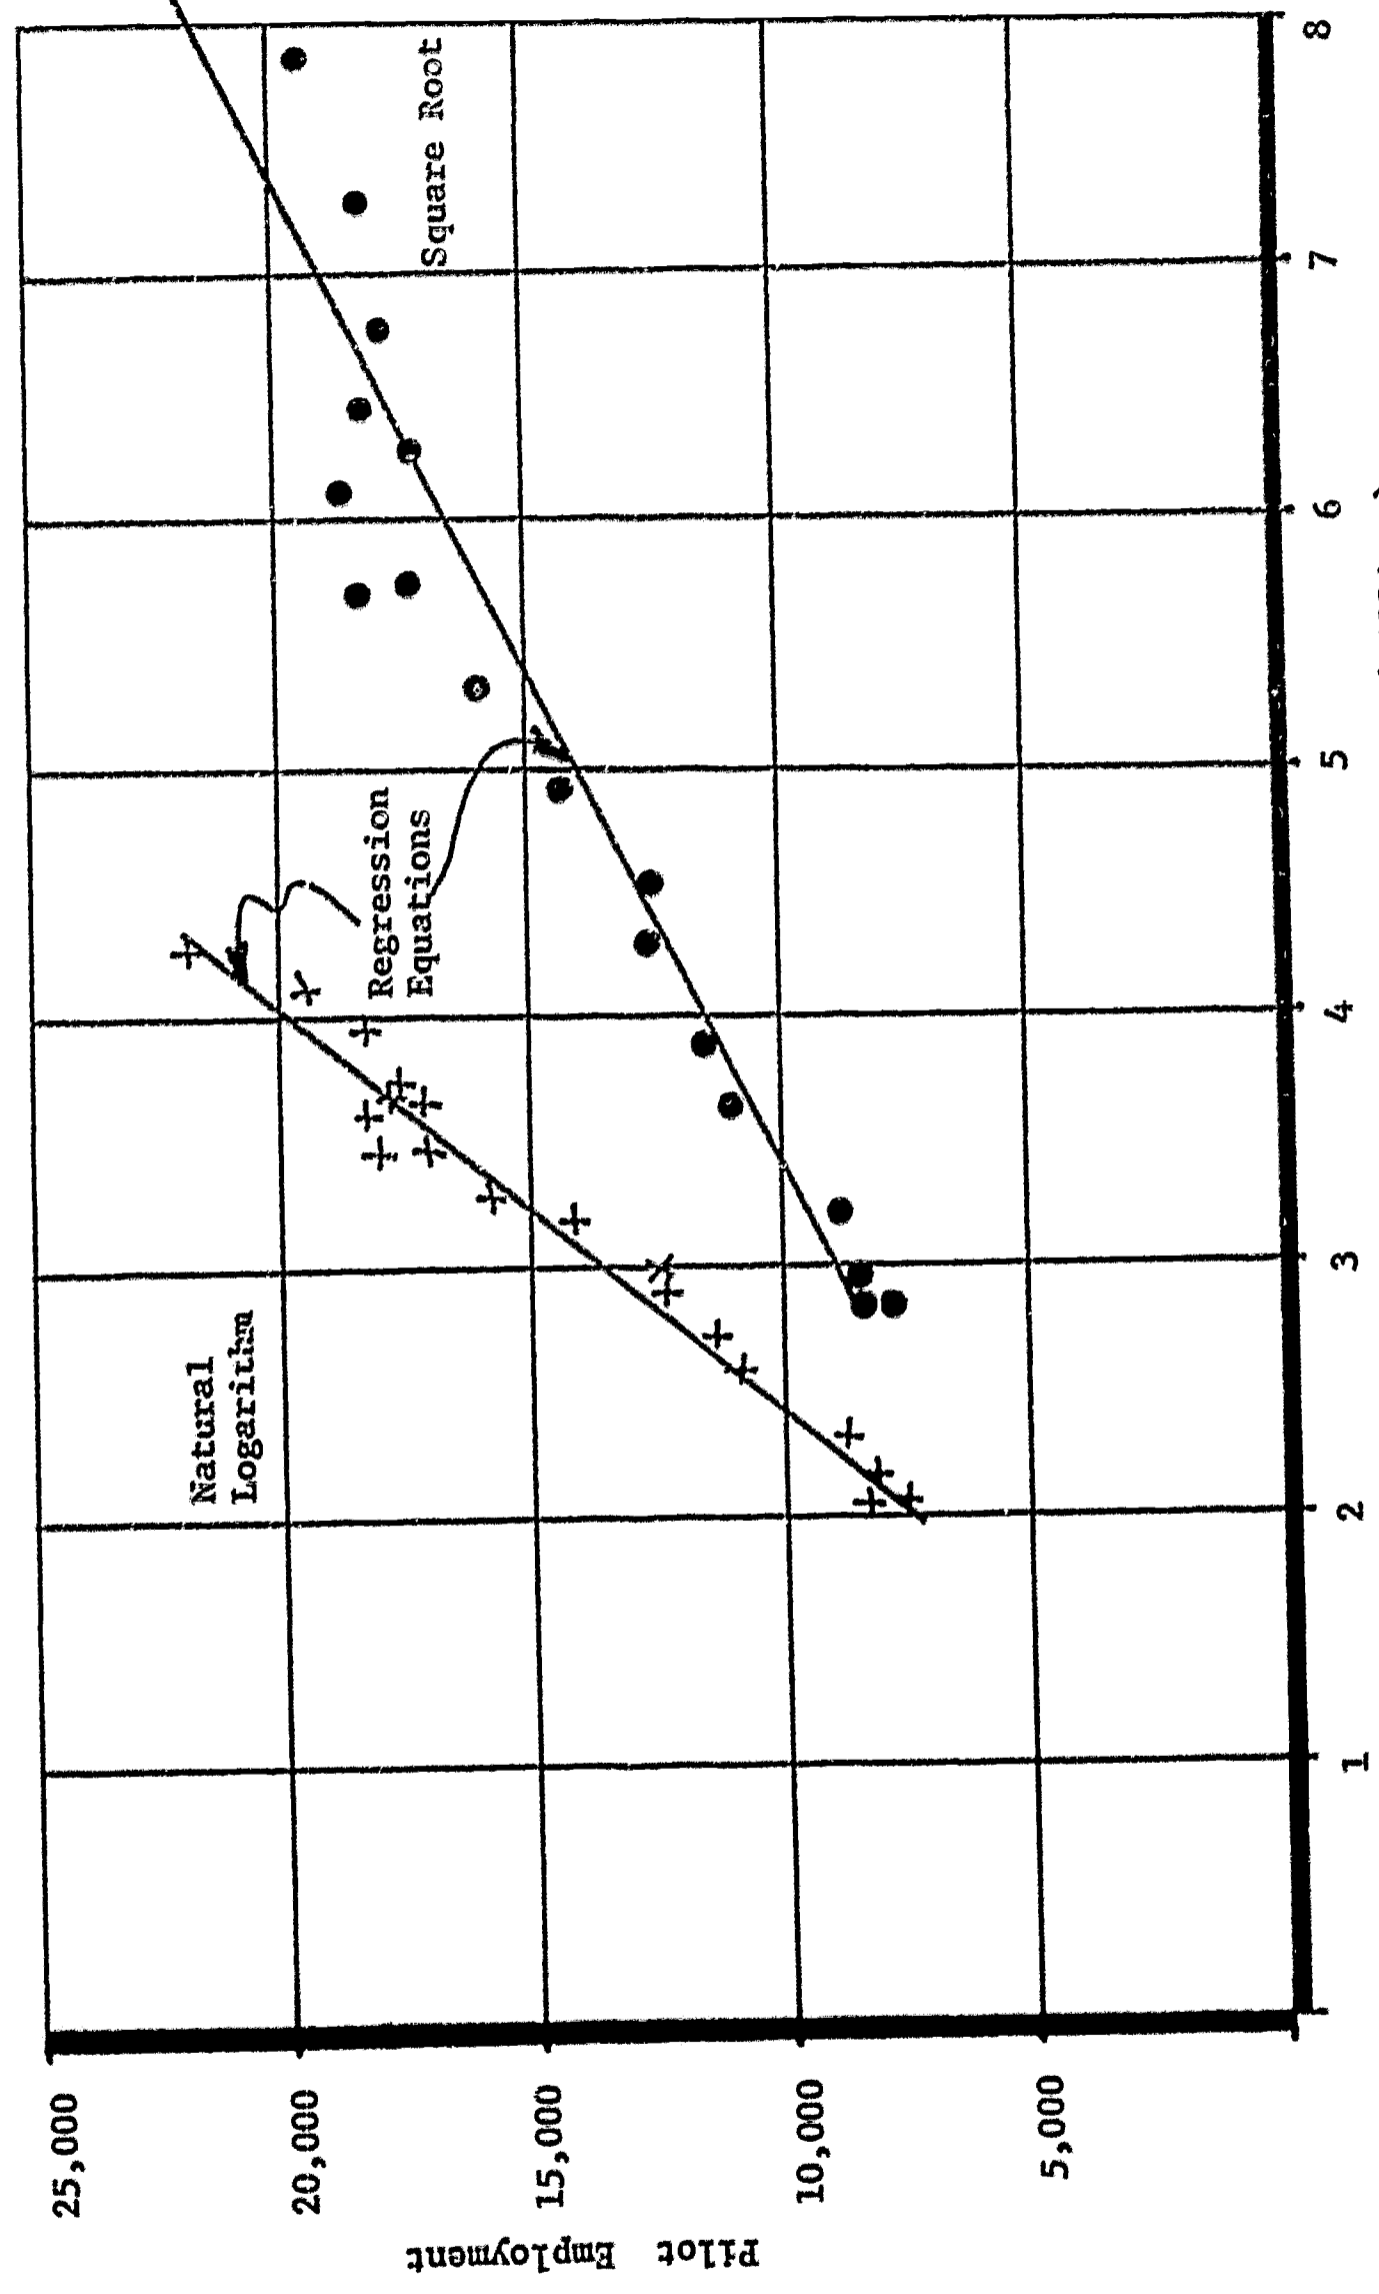 25,000
20,000
15,000
10,000
5,000
Pilot Employment
Natural
Logarithm
Regression
Equations
Square Root
1
2
3
4
5
6
7
8